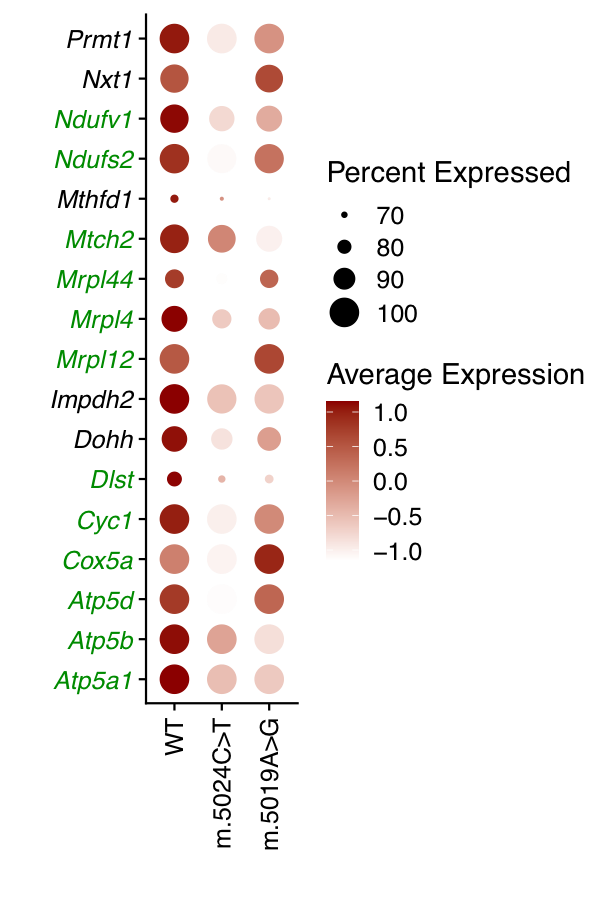 Prmt1
Nxt1
Ndufv1
Ndufs2
Mthfd1
Mtch2
Mrpl44
Mrpl4
Mrpl12
Impdh2
Dohh
Dlst
Cyc1
Cox5a
Atp5d
Atp5b
Atp5a1
WT
m.5024C>T
m.5019A>G
Percent Expressed
70
80
90
100
Average Expression
1.0
0.5
0.0
−0.5
−1.0